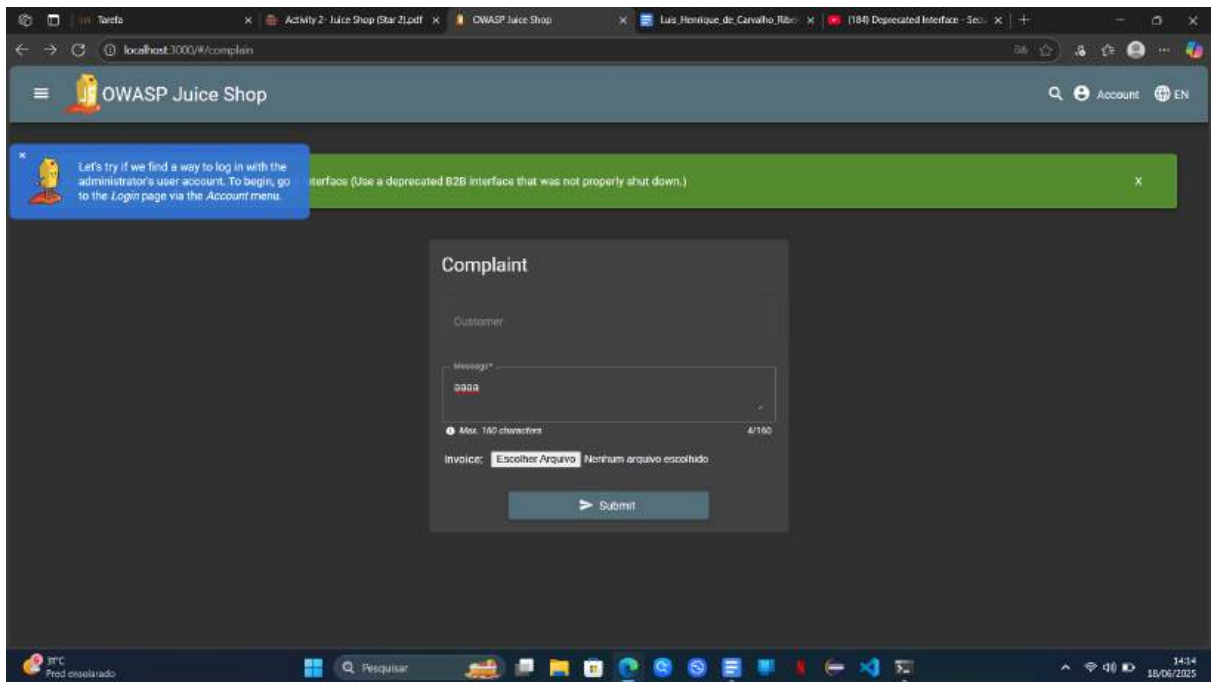 Tarefa
Activity 2- Juice Shop (Star 2).pdf
OWASP Juice Shop
Luis_Henrique_de_Carvalho_Ribe
(184) Deprecated Interface - Sec
localhost:3000/#/complain
OWASP Juice Shop
Account
EN
Let's try if we find a way to log in with the
administrator's user account. To begin, go
to the Login page via the Account menu.
terface (Use a deprecated B2B interface that was not properly shut down.)
X
Complaint
Customer
Message*
aaaa
Max. 160 characters
4/160
Invoice:
Escolher Arquivo
Nenhum arquivo escolhido
Submit
31°C
Pred ensolarado
Pesquisar
14:14
18/06/2025